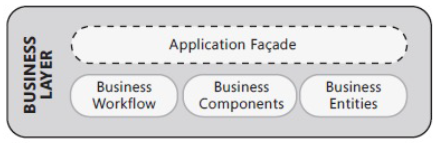 BUSINESS
LAYER
Application Façade
Business
Workflow
Business
Components
Business
Entities